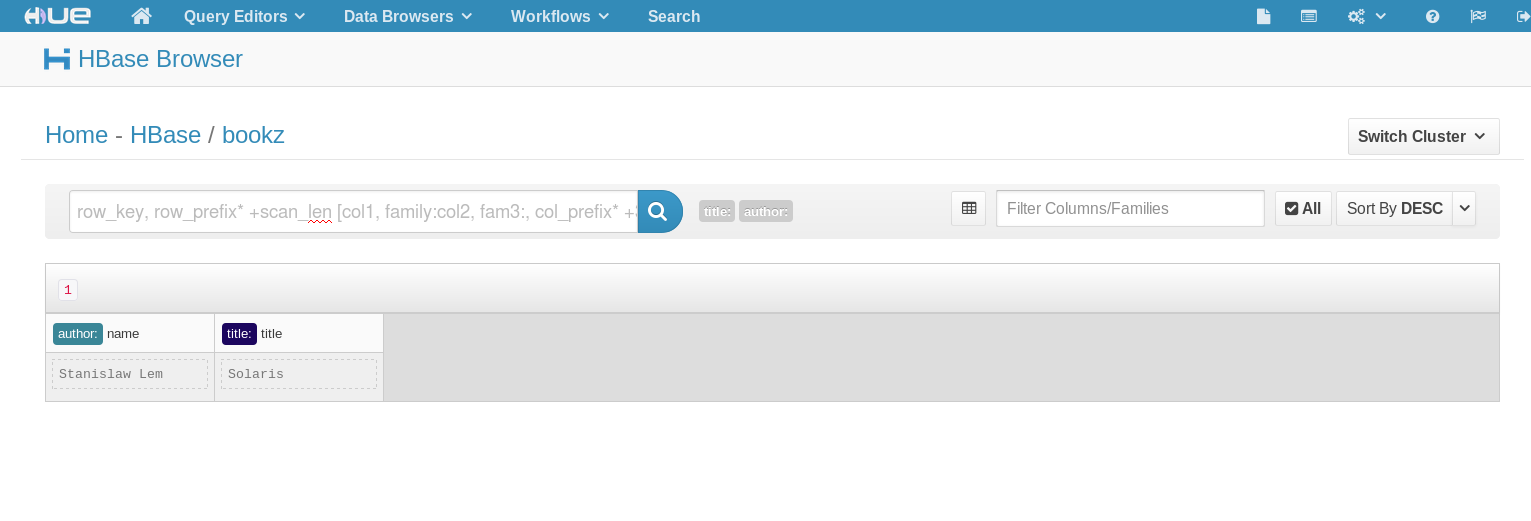 HUE Query Editors Data Browsers Workflows Search
HBase Browser
Home - HBase / bookz
Switch Cluster
row_key, row_prefix* +scan_len [col1, family:col2, fam3:, col_prefix* + title: author: Filter Columns/Families All Sort By DESC
1
author: name title: title
Stanislaw Lem Solaris